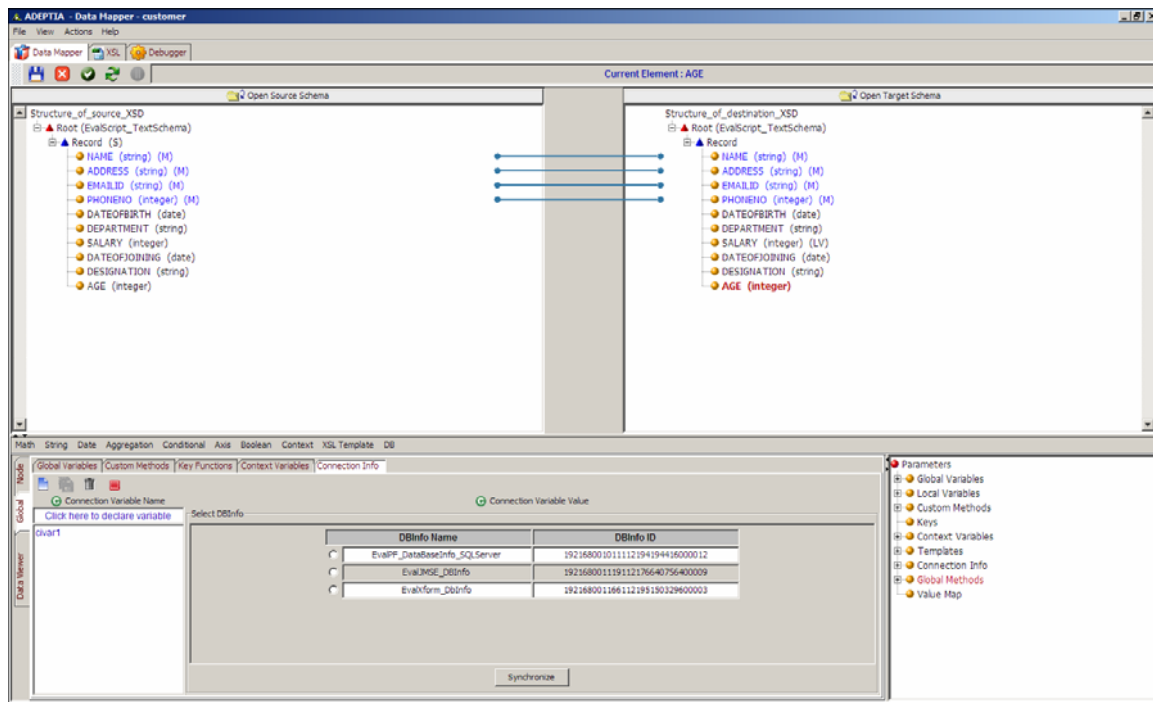 ADEPTIA - Data Mapper - customer
File View Actions Help
Data Mapper XSL Debugger
Current Element : AGE
Open Source Schema
Open Target Schema
Structure_of_source_XSD
Root (EvalScript_TextSchema)
Record (S)
NAME (string) (M)
ADDRESS (string) (M)
EMAILID (string) (M)
PHONENO (integer) (M)
DATEOFBIRTH (date)
DEPARTMENT (string)
SALARY (integer)
DATEOFJOINING (date)
DESIGNATION (string)
AGE (integer)
Structure_of_destination_XSD
Root (EvalScript_TextSchema)
Record
NAME (string) (M)
ADDRESS (string) (M)
EMAILID (string) (M)
PHONENO (integer) (M)
DATEOFBIRTH (date)
DEPARTMENT (string)
SALARY (integer) (LV)
DATEOFJOINING (date)
DESIGNATION (string)
AGE (integer)
Math String Date Aggregation Conditional Axis Boolean Context XSL Template DB
Node
Global
Data Viewer
Global Variables Custom Methods Key Functions Context Variables Connection Info
Connection Variable Name
Connection Variable Value
Click here to declare variable
civar1
Select DBInfo
DBInfo Name DBInfo ID
EvalPF_DataBaseInfo_SQLServer 192168001011112194194416000012
EvalJMSE_DBInfo 192168001119112176640756400009
EvalXform_DbInfo 192168001166112195150329600003
Synchronize
Parameters
Global Variables
Local Variables
Custom Methods
Keys
Context Variables
Templates
Connection Info
Global Methods
Value Map